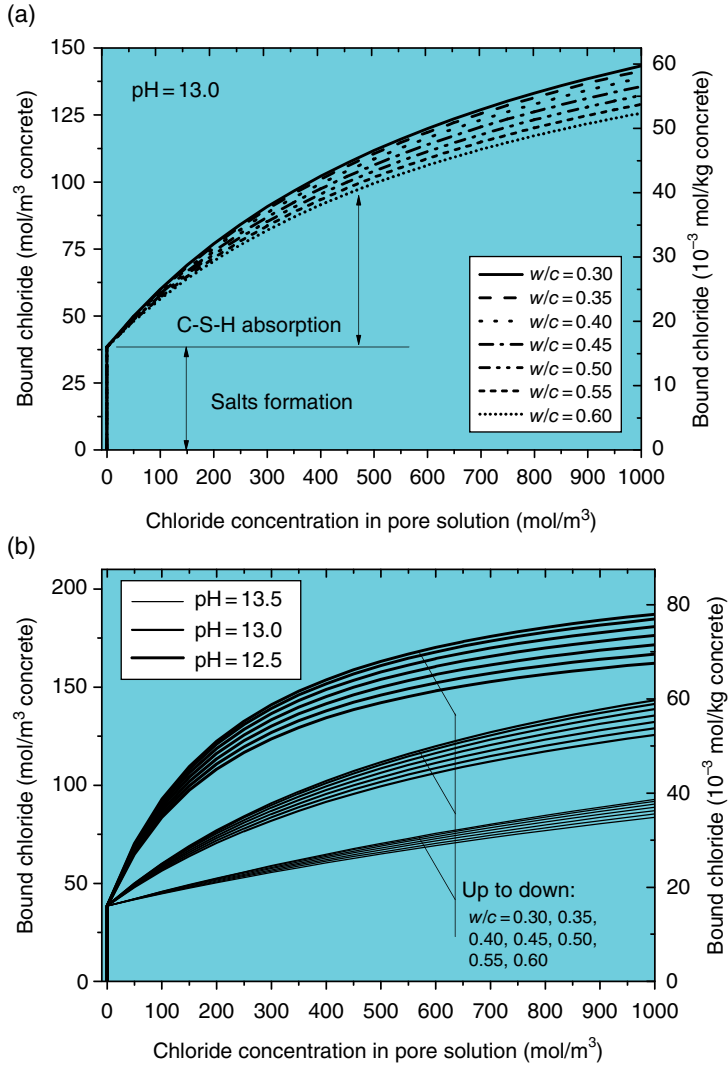 (a)
150
125
100
75
50
25
0
Bound chloride (mol/m³ concrete)
pH = 13.0
C-S-H absorption
Salts formation
w/c = 0.30
w/c = 0.35
w/c = 0.40
w/c = 0.45
w/c = 0.50
w/c = 0.55
w/c = 0.60
60
50
40
30
20
10
0
Bound chloride (10⁻³ mol/kg concrete)
0 100 200 300 400 500 600 700 800 900 1000
Chloride concentration in pore solution (mol/m³)
(b)
200
150
100
50
0
Bound chloride (mol/m³ concrete)
pH = 13.5
pH = 13.0
pH = 12.5
Up to down:
w/c = 0.30, 0.35,
0.40, 0.45, 0.50,
0.55, 0.60
80
60
40
20
0
Bound chloride (10⁻³ mol/kg concrete)
0 100 200 300 400 500 600 700 800 900 1000
Chloride concentration in pore solution (mol/m³)